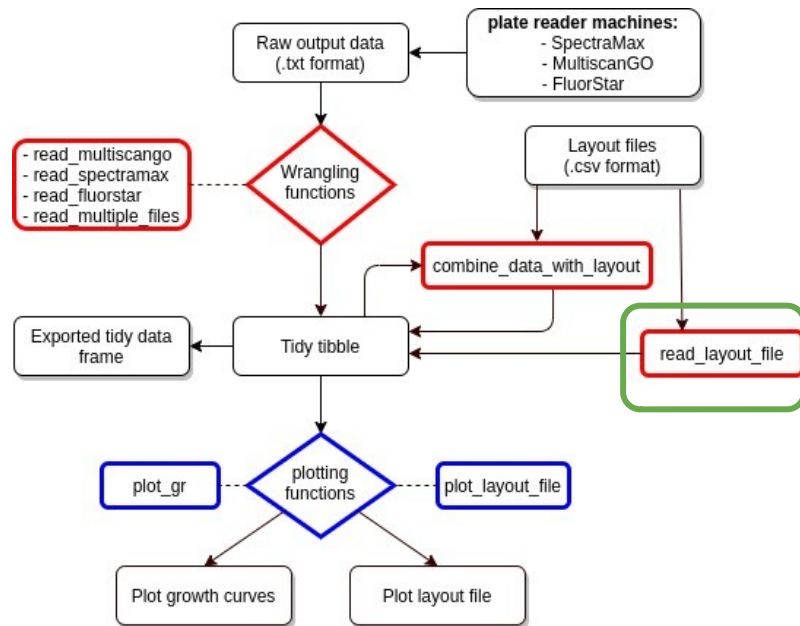 Raw output data
(.txt format)
plate reader machines:
- SpectraMax
- MultiscanGO
- FluorStar
- read_multiscango
- read_spectramax
- read_fluorstar
- read_multiple_files
Wrangling
functions
Layout files
(.csv format)
combine_data_with_layout
Exported tidy data
frame
Tidy tibble
read_layout_file
plot_gr
plotting
functions
plot_layout_file
Plot growth curves
Plot layout file